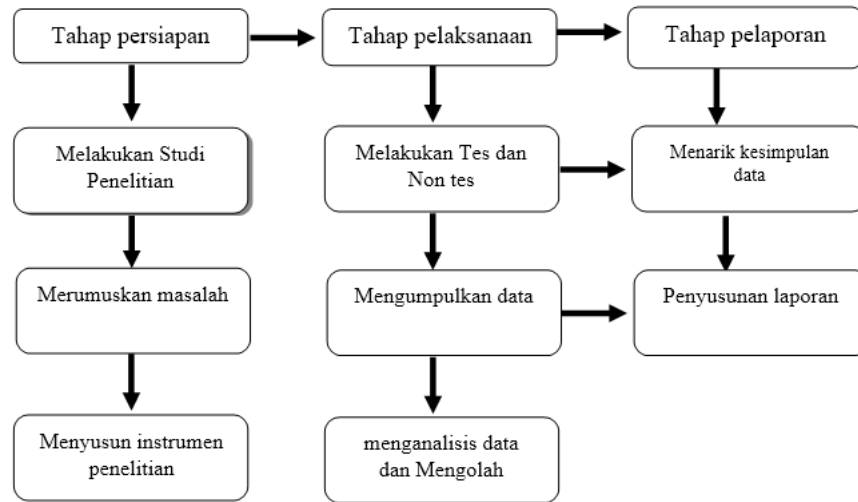 Tahap persiapan
Tahap pelaksanaan
Tahap pelaporan
Melakukan Studi
Penelitian
Melakukan Tes dan
Non tes
Menarik kesimpulan
data
Merumuskan masalah
Mengumpulkan data
Penyusunan laporan
Menyusun instrumen
penelitian
menganalisis data
dan Mengolah